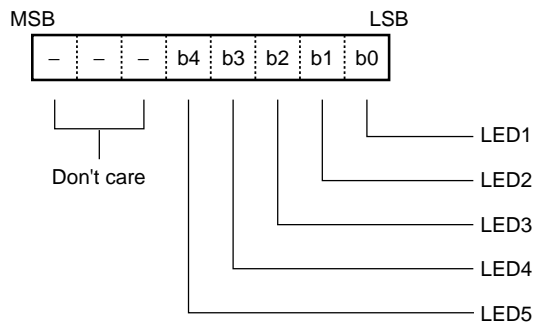 MSB LSB
– – – b4 b3 b2 b1 b0
LED1
Don't care
LED2
LED3
LED4
LED5